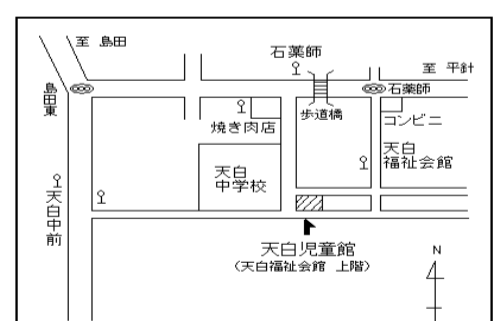 至 島田
石薬師
至 平針
島田東
石薬師
歩道橋
コンビニ
焼き肉店
天白
福祉会館
天白
中学校
天白中前
天白児童館
(天白福祉会館 上階)
N